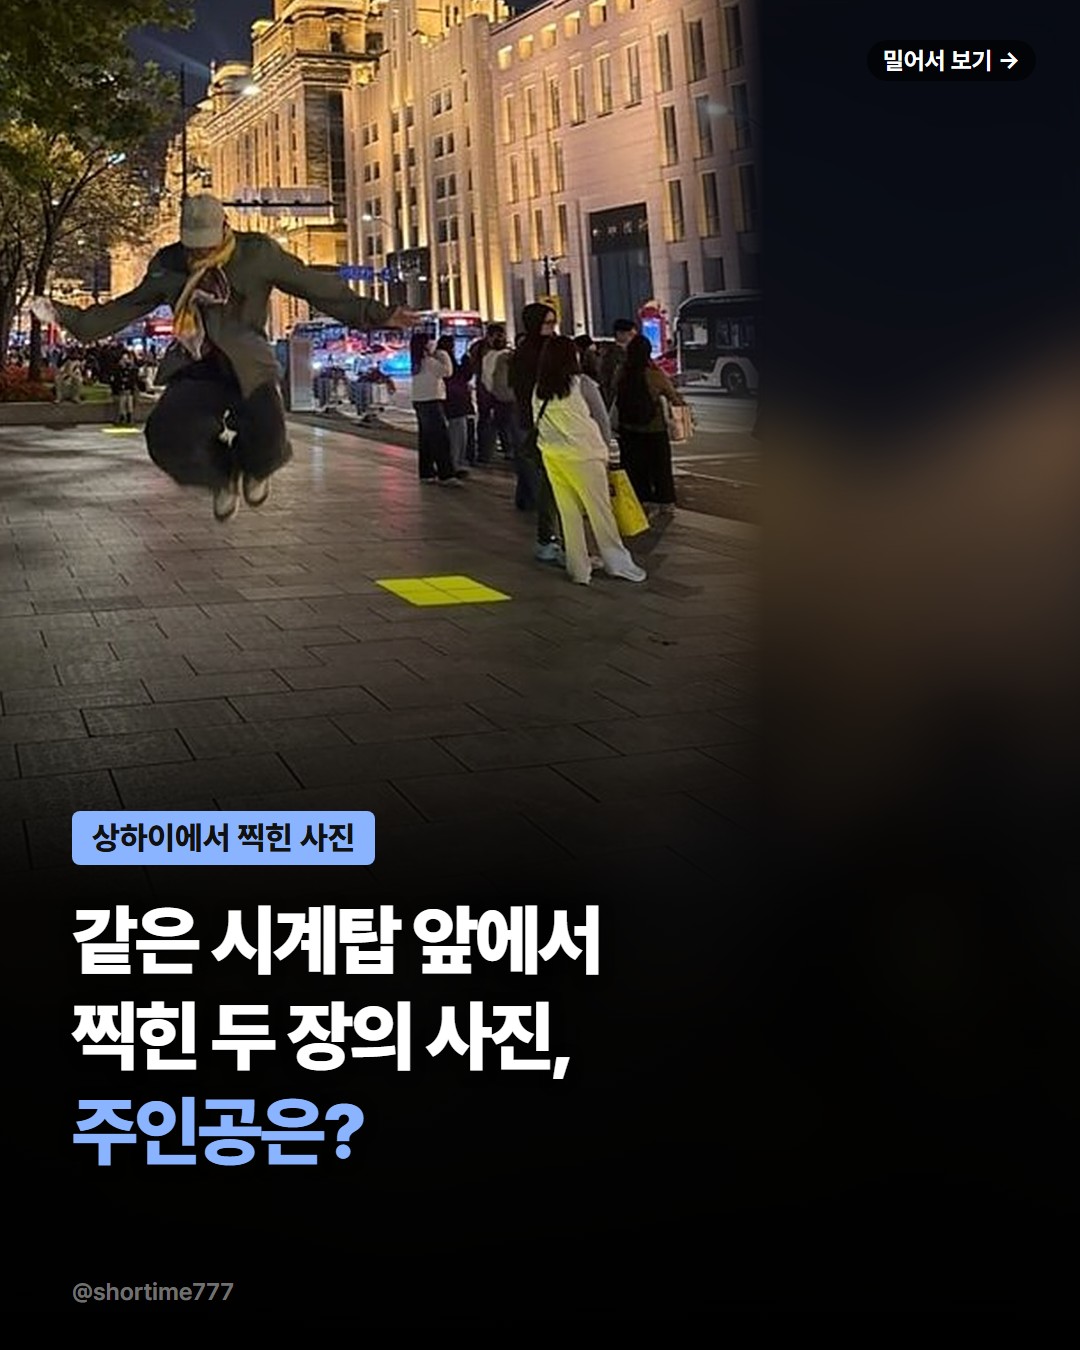 밀어서 보기 →
상하이에서 찍힌 사진
같은 시계탑 앞에서
찍힌 두 장의 사진,
주인공은?
@shortime777